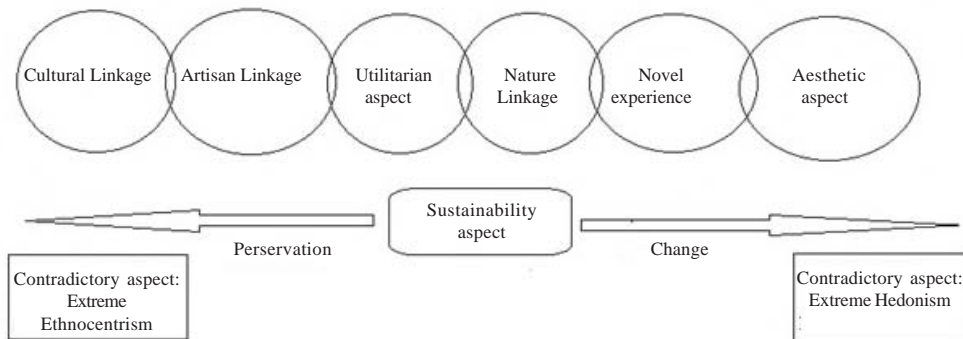 Cultural Linkage
Artisan Linkage
Utilitarian
aspect
Nature
Linkage
Novel
experience
Aesthetic
aspect
Sustainability
aspect
Perservation
Change
Contradictory aspect:
Extreme
Ethnocentrism
Contradictory aspect:
Extreme Hedonism